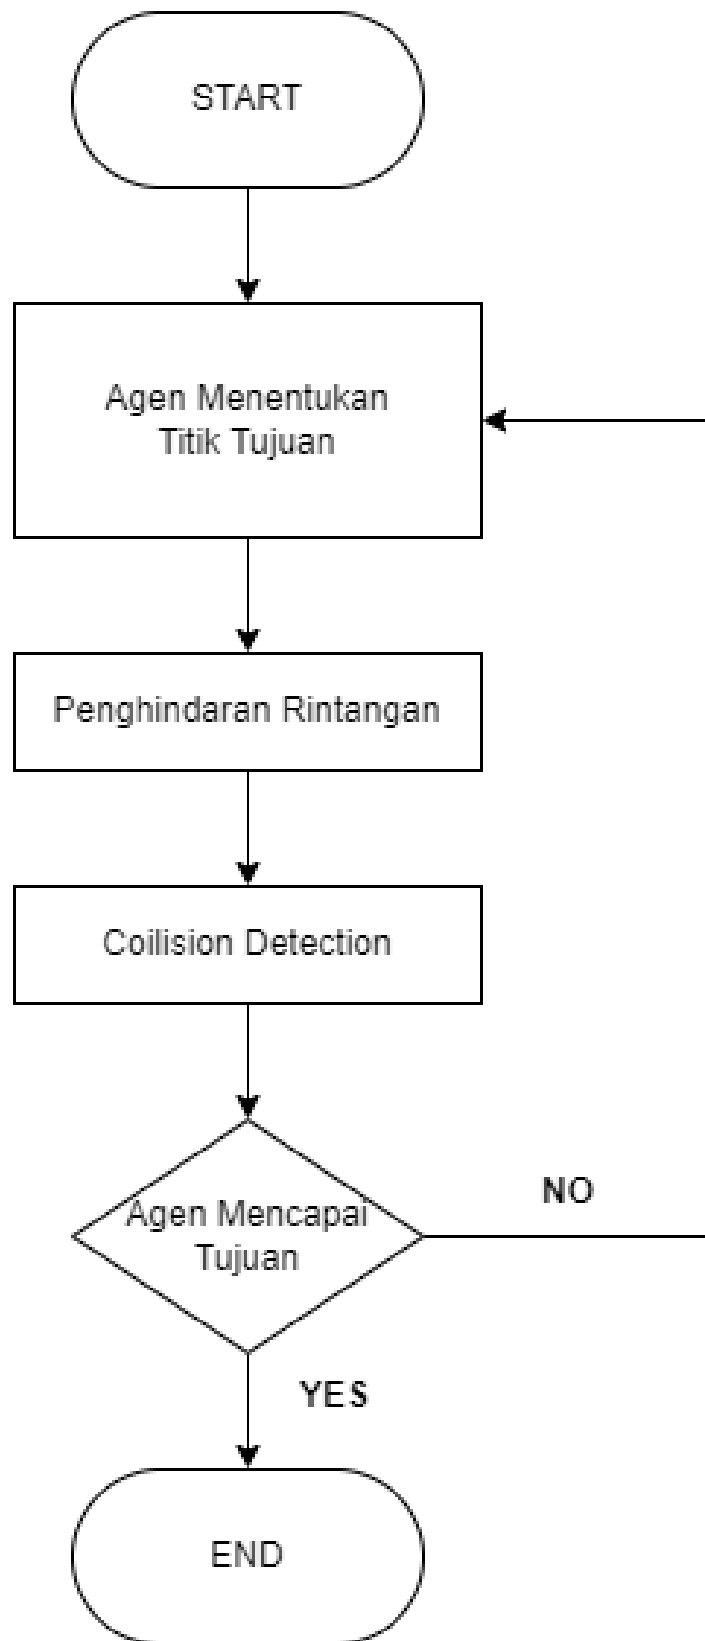 START
Agen Menentukan
Titik Tujuan
Penghindaran Rintangan
Coilision Detection
Agen Mencapai
Tujuan
NO
YES
END